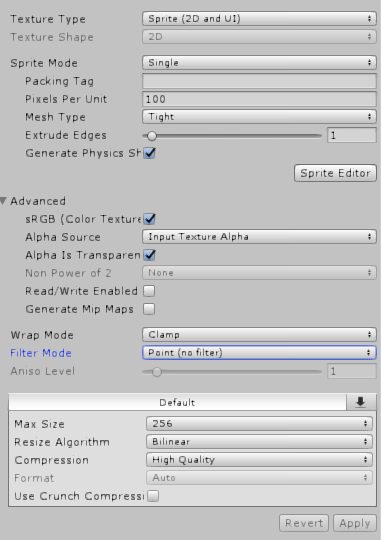 Texture Type Sprite (2D and UI)
Texture Shape 2D
Sprite Mode Single
Packing Tag
Pixels Per Unit 100
Mesh Type Tight
Extrude Edges 1
Generate Physics Sh
Sprite Editor
Advanced
sRGB (Color Texture
Alpha Source Input Texture Alpha
Alpha Is Transparen
Non Power of 2 None
Read/Write Enabled
Generate Mip Maps
Wrap Mode Clamp
Filter Mode Point (no filter)
Aniso Level 1
Default
Max Size 256
Resize Algorithm Bilinear
Compression High Quality
Format Auto
Use Crunch Compressi
Revert Apply